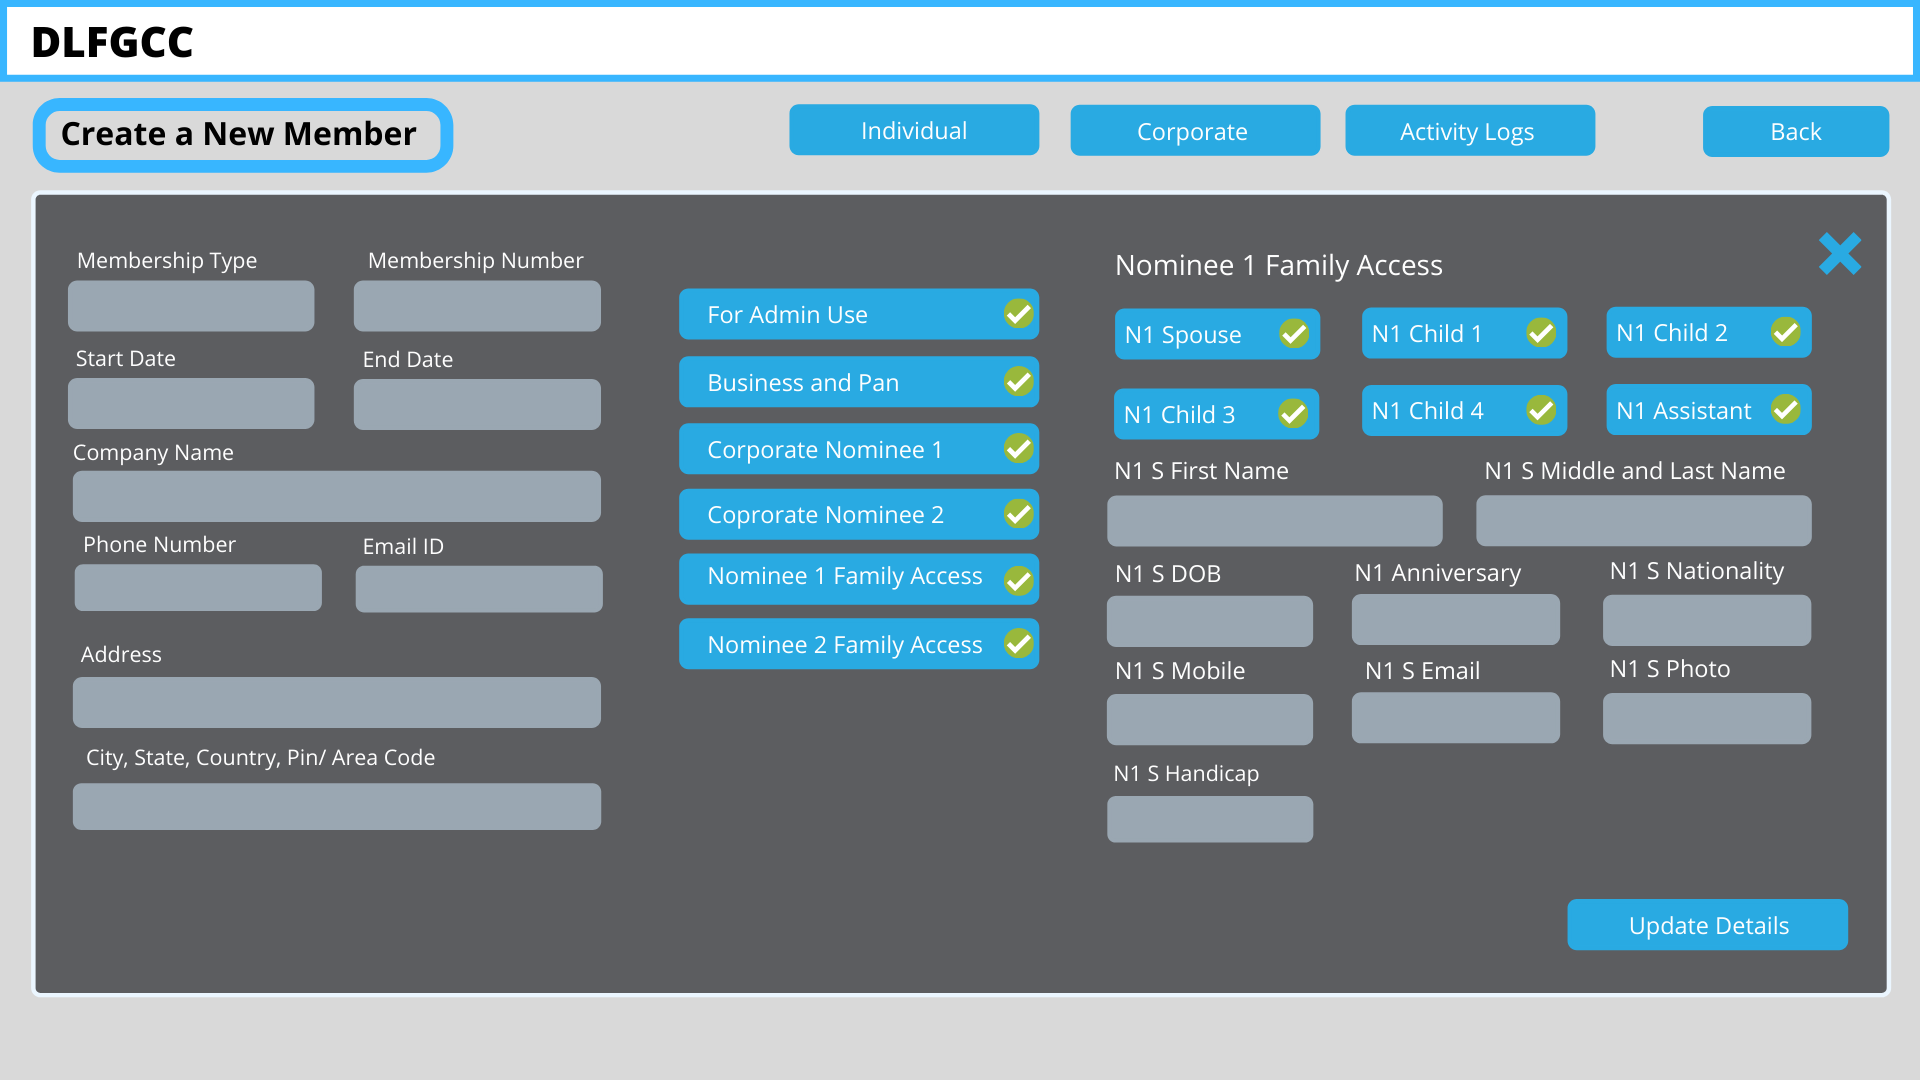 DLFGCC
Create a New Member
Individual
Corporate
Activity Logs
Back
Membership Type
Membership Number
Start Date
End Date
Company Name
Phone Number
Email ID
Address
City, State, Country, Pin/ Area Code
For Admin Use
Business and Pan
Corporate Nominee 1
Coprorate Nominee 2
Nominee 1 Family Access
Nominee 2 Family Access
Nominee 1 Family Access
N1 Spouse
N1 Child 1
N1 Child 2
N1 Child 3
N1 Child 4
N1 Assistant
N1 S First Name
N1 S Middle and Last Name
N1 S DOB
N1 Anniversary
N1 S Nationality
N1 S Mobile
N1 S Email
N1 S Photo
N1 S Handicap
Update Details